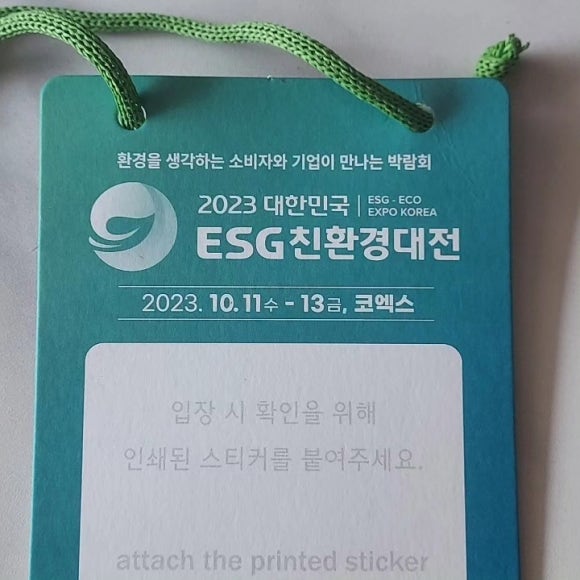 환경을 생각하는 소비자와 기업이 만나는 박람회
2023 대한민국 | ESG - ECO
EXPO KOREA
ESG친환경대전
2023. 10. 11수 - 13금, 코엑스
입장 시 확인을 위해
인쇄된 스티커를 붙여주세요.
attach the printed sticker